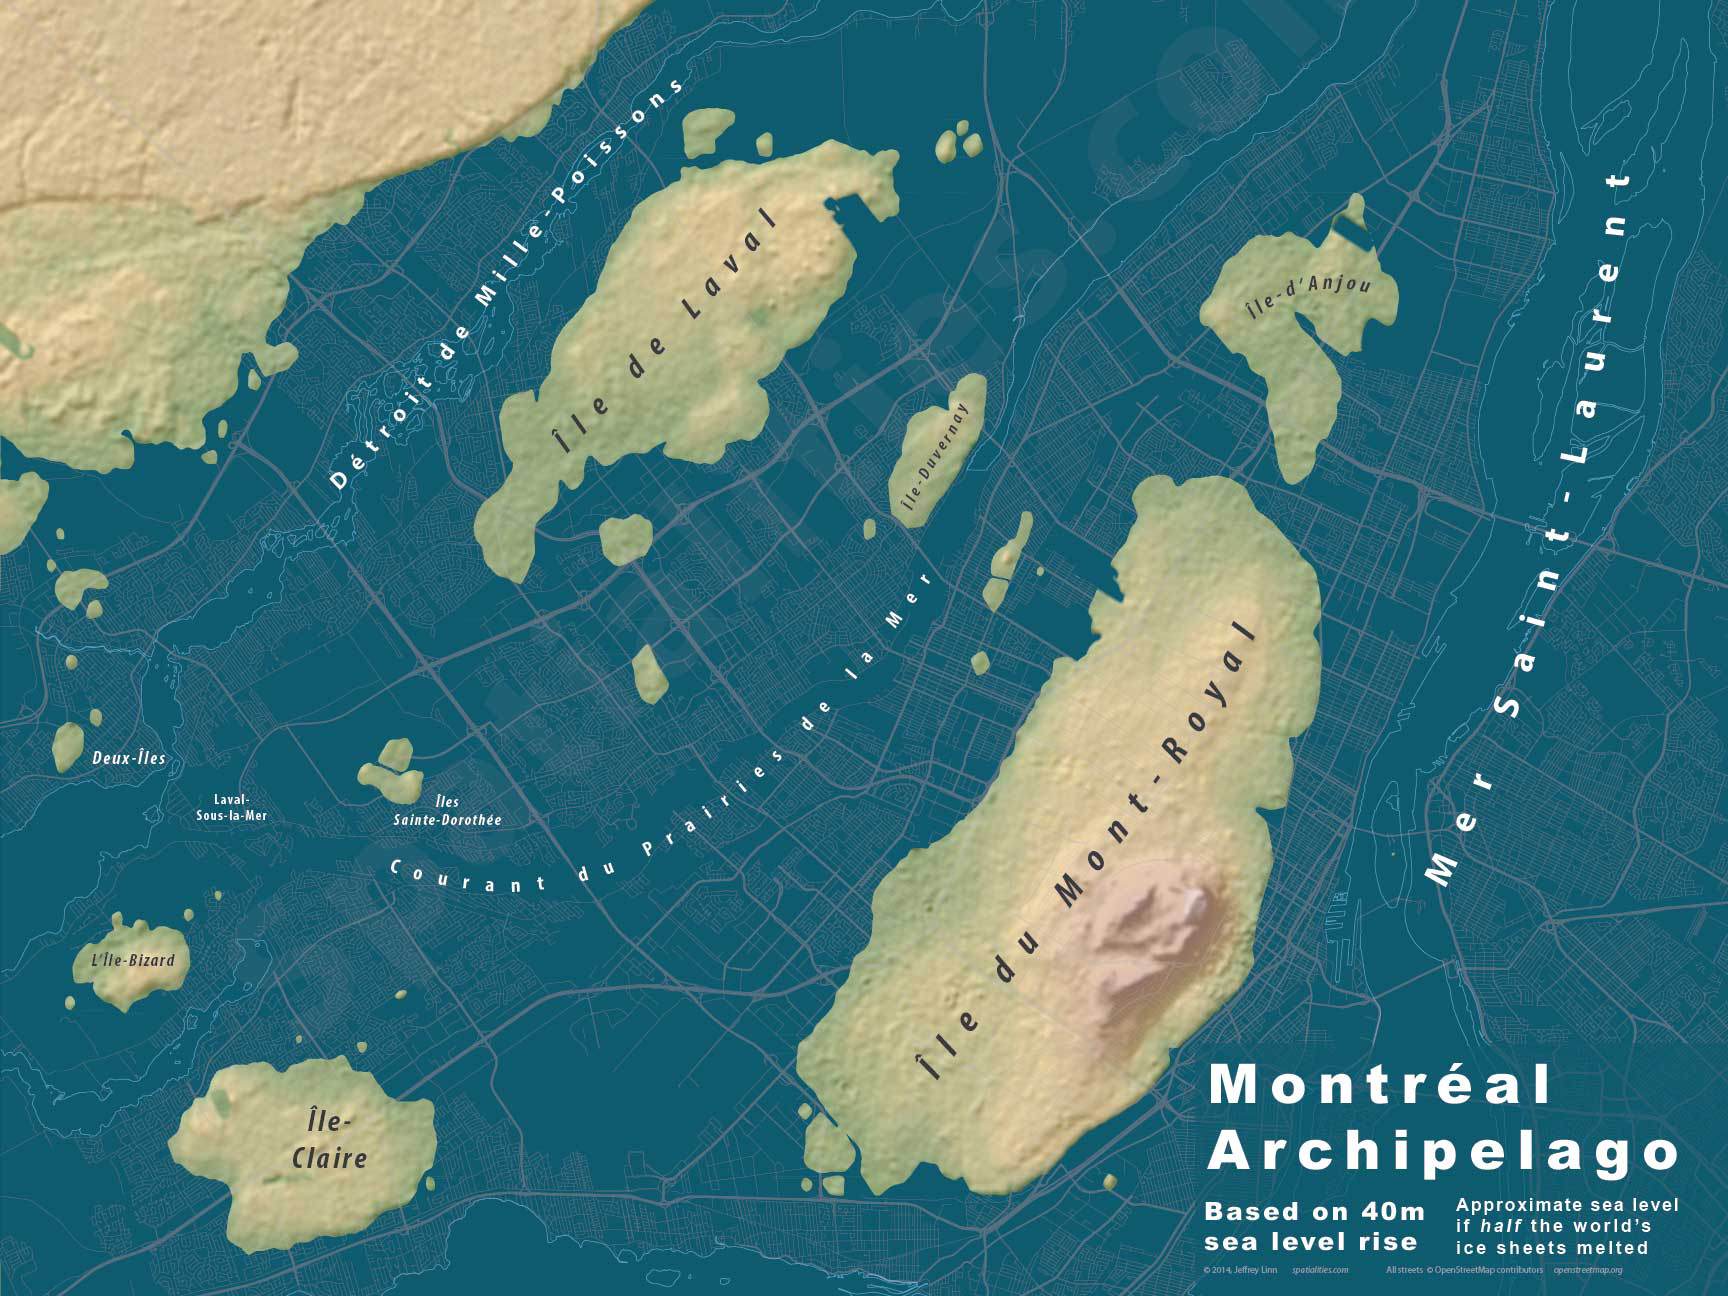 Détroit de Mille-Poissons
Île de Laval
Île-d'Anjou
Île-Duvernay
Mer Saint-Laurent
Courant du Prairies de la Mer
Île du Mont-Royal
Deux-Îles
Laval-
Sous-la-Mer
Îles
Sainte-Dorothée
L'Île-Bizard
Île-
Claire
Montréal
Archipelago
Based on 40m
sea level rise
Approximate sea level
if half the world's
ice sheets melted
© 2014, Jeffrey Linn
spatialities.com
All streets © OpenStreetMap contributors
openstreetmap.org